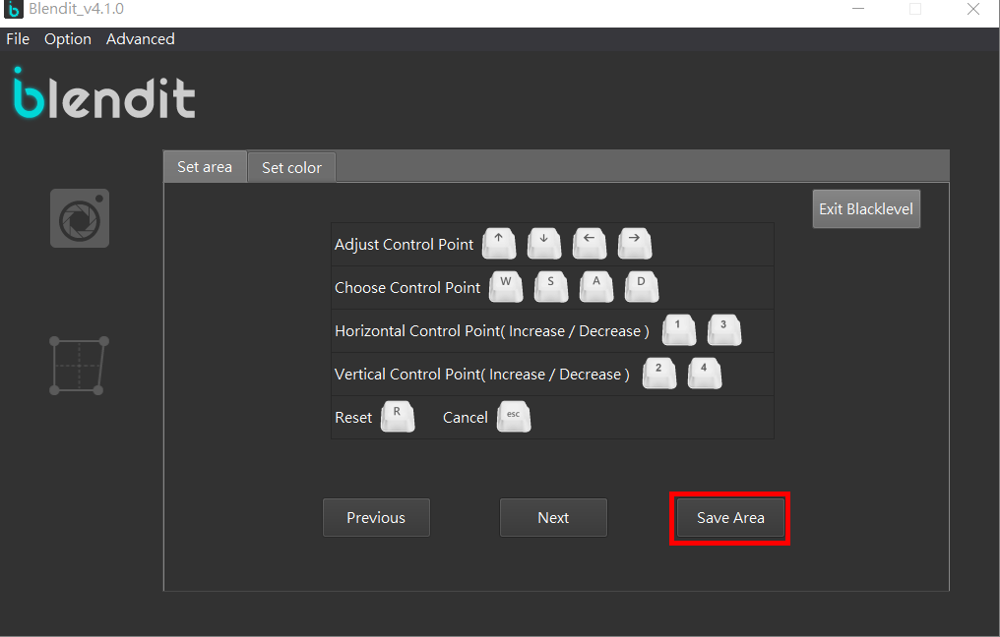 Blendit_v4.1.0
File Option Advanced
blendit
Set area Set color
Exit Blacklevel
Adjust Control Point ↑ ↓ ← →
Choose Control Point W S A D
Horizontal Control Point( Increase / Decrease ) 1 3
Vertical Control Point( Increase / Decrease ) 2 4
Reset R Cancel esc
Previous Next Save Area